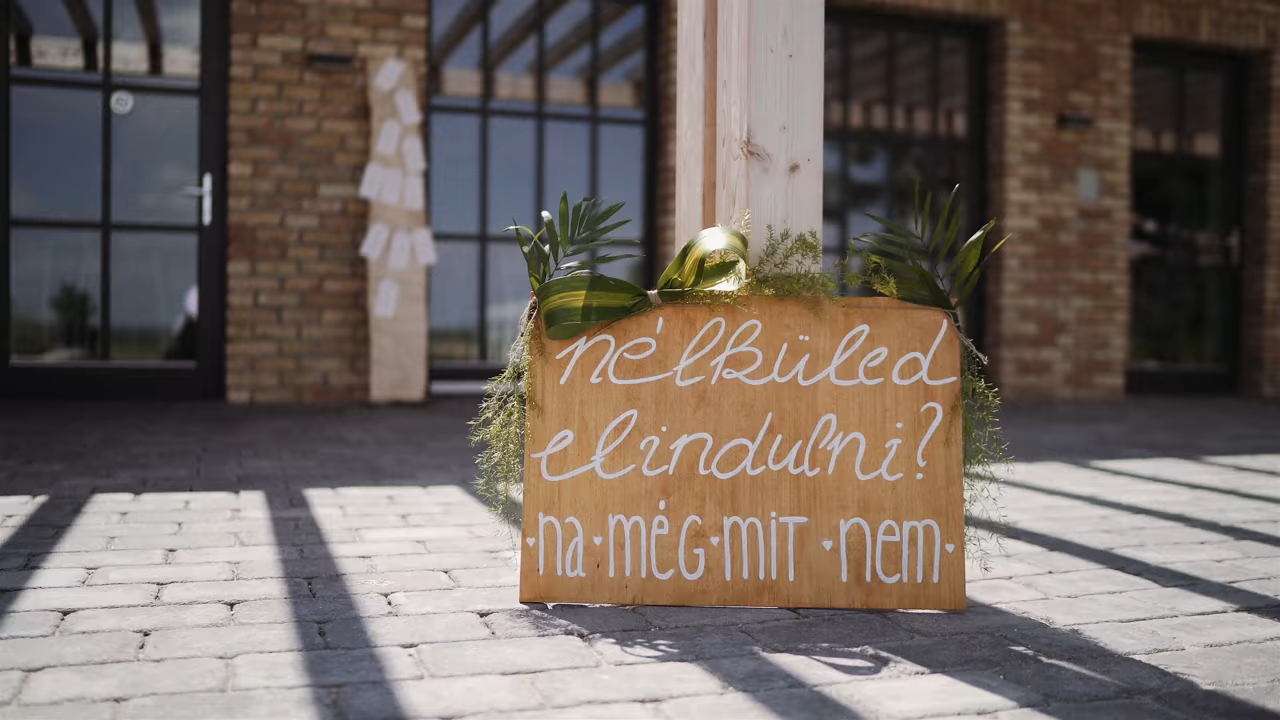 nélküled
elindulni?
na · még · mit nem